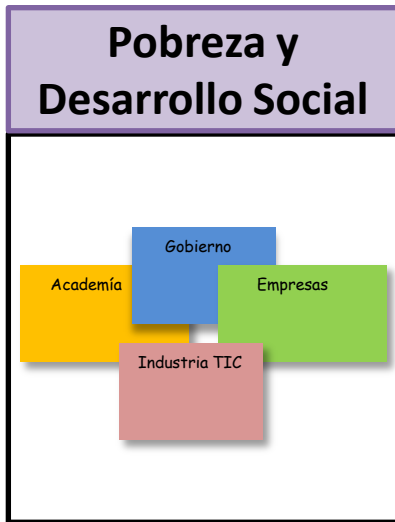 Pobreza y
Desarrollo Social
Gobierno
Academía
Empresas
Industria TIC